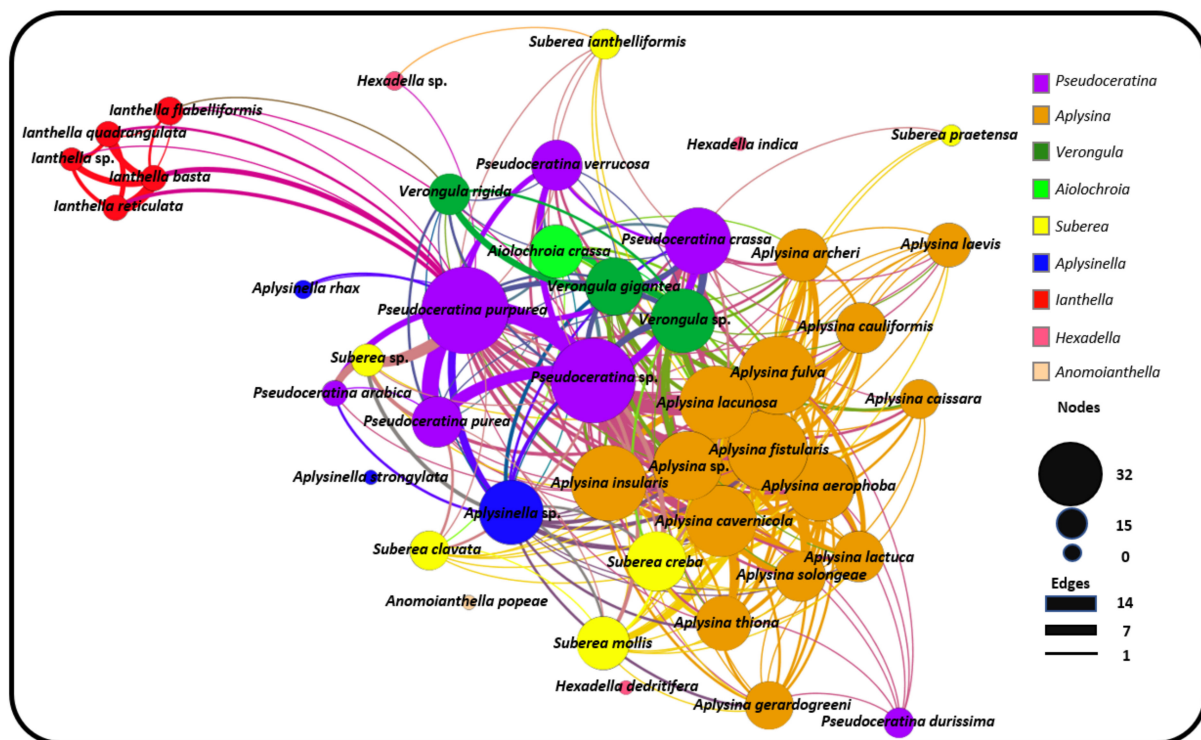 Suberea ianthelliformis
Hexadella sp.
Ianthella flabelliformis
Ianthella quadrangulata
Ianthella sp.
Ianthella basta
Ianthella reticulata
Hexadella indica
Suberea praetensa
Pseudoceratina verrucosa
Verongula rigida
Pseudoceratina crassa
Aiolochroia crassa
Aplysina archeri
Aplysina laevis
Aplysinella rhax
Verongula gigantea
Pseudoceratina purpurea
Verongula sp.
Aplysina cauliformis
Suberea sp.
Pseudoceratina sp.
Aplysina fulva
Pseudoceratina arabica
Aplysina lacunosa
Aplysina caissara
Pseudoceratina purea
Aplysina fistularis
Aplysinella strongylata
Aplysina sp.
Aplysina insularis
Aplysina aerophoba
Aplysinella sp.
Aplysina cavernicola
Suberea clavata
Suberea creba
Aplysina lactuca
Aplysina solongeae
Anomoianthella popeae
Aplysina thiona
Suberea mollis
Hexadella dedritifera
Aplysina gerardogreeni
Pseudoceratina durissima
Pseudoceratina
Aplysina
Verongula
Aiolochroia
Suberea
Aplysinella
Ianthella
Hexadella
Anomoianthella
Nodes
32
15
0
Edges
14
7
1